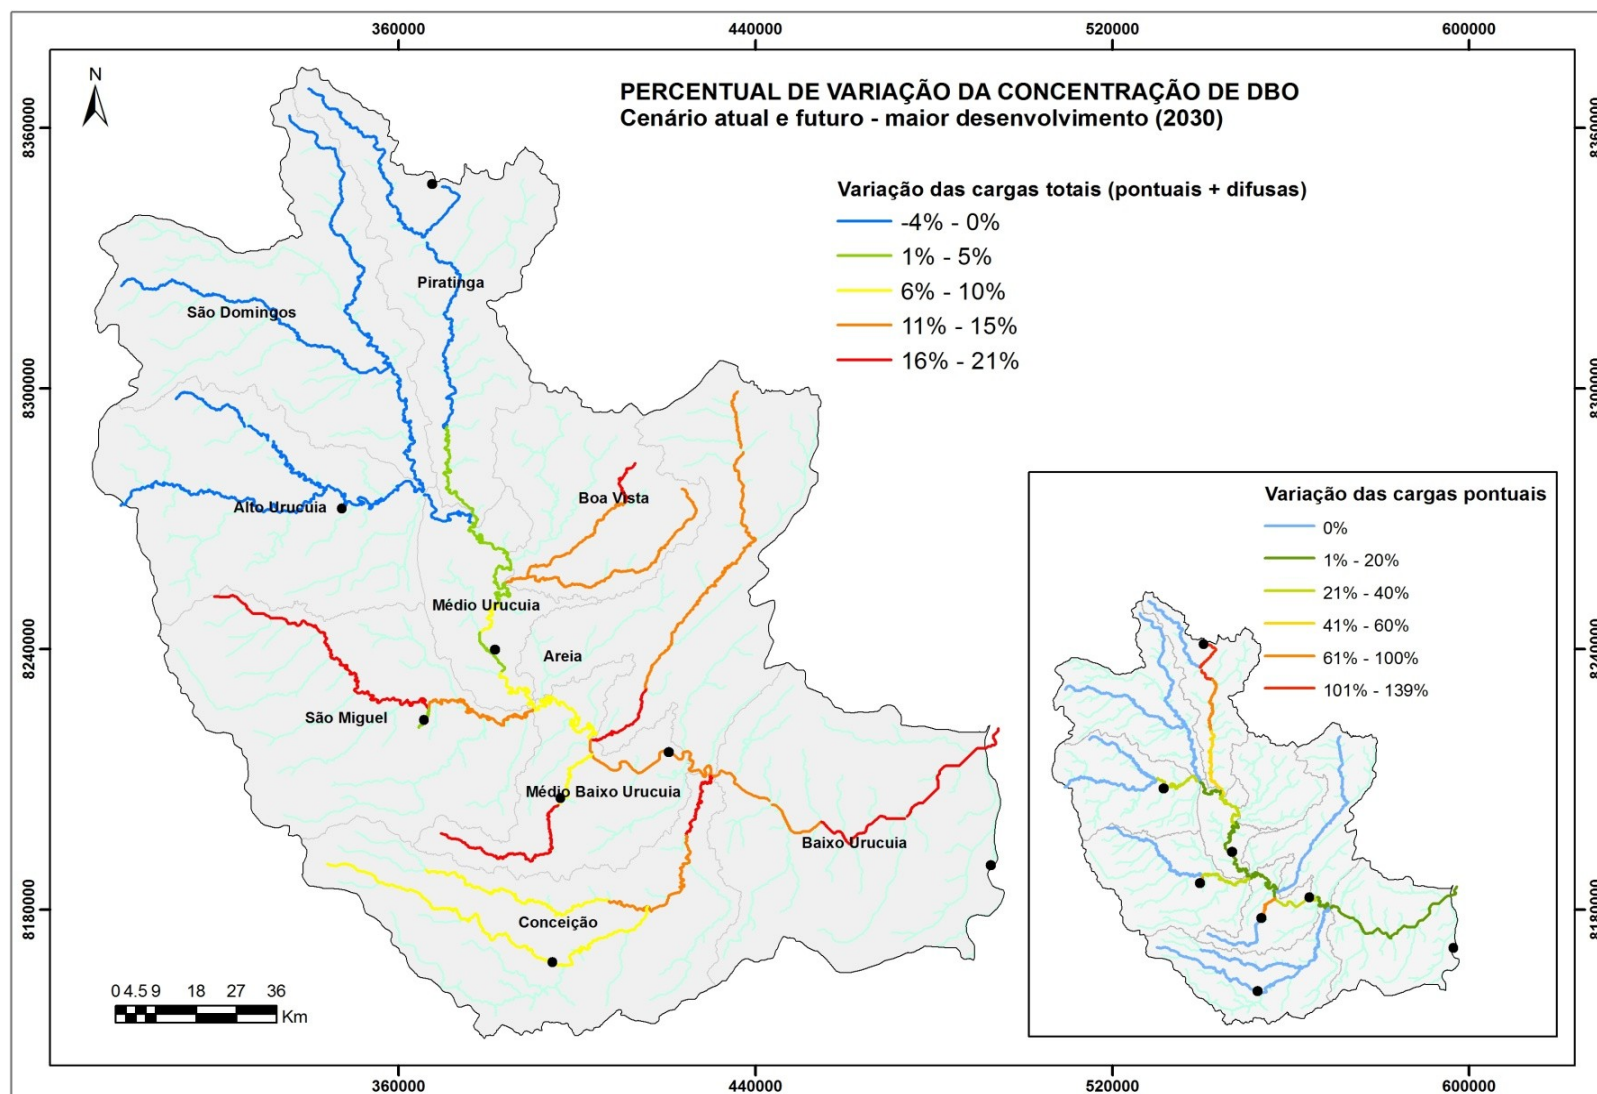 360000
440000
520000
600000
8360000
8360000
N
PERCENTUAL DE VARIAÇÃO DA CONCENTRAÇÃO DE DBO
Cenário atual e futuro - maior desenvolvimento (2030)
Variação das cargas totais (pontuais + difusas)
-4% - 0%
1% - 5%
6% - 10%
11% - 15%
16% - 21%
Piratinga
São Domingos
8300000
8300000
Boa Vista
Alto Urucuia
Médio Urucuia
Areia
8240000
8240000
São Miguel
Médio Baixo Urucuia
Baixo Urucuia
Conceição
8180000
8180000
Variação das cargas pontuais
0%
1% - 20%
21% - 40%
41% - 60%
61% - 100%
101% - 139%
0 4.5 9 18 27 36
Km
360000
440000
520000
600000